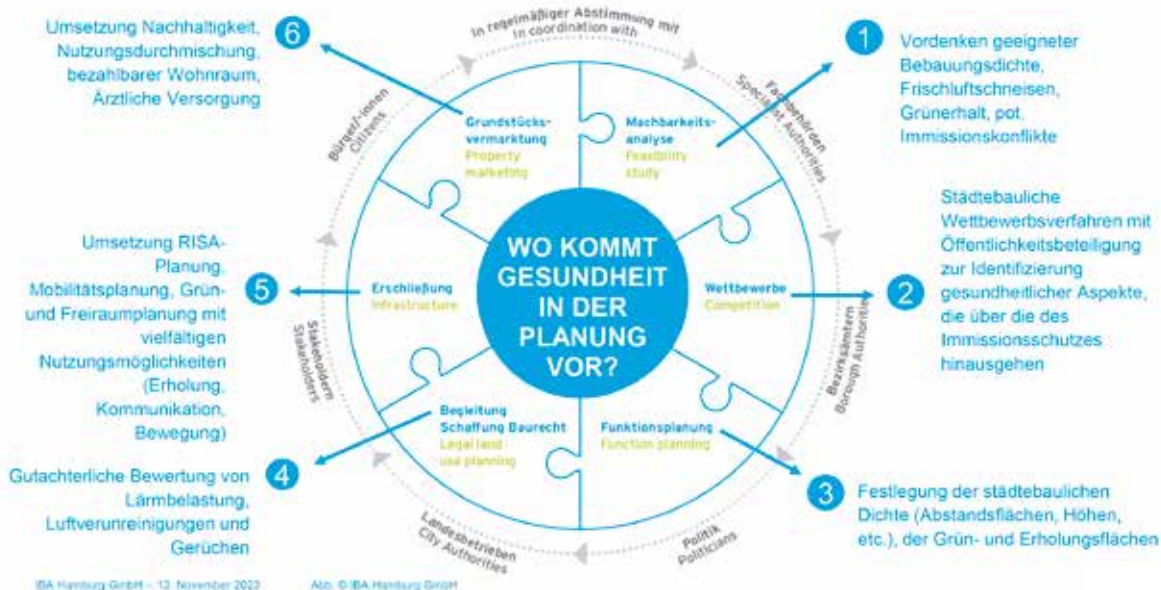 In regelmäßiger Abstimmung mit
In coordination with
Fachbehörden
Specialist Authorities
Bezirksämtern
Borough Authorities
Politik
Politicians
Landesbetrieben
City Authorities
Stakeholdern
Stakeholders
Bürger/*innen
Citizens
WO KOMMT
GESUNDHEIT
IN DER
PLANUNG
VOR?
Machbarkeits-
analyse
Feasibility
study
1
Vordenken geeigneter
Bebauungsdichte,
Frischluftschneisen,
Grünerhalt, pot.
Immissionskonflikte
Wettbewerbe
Competition
2
Städtebauliche
Wettbewerbsverfahren mit
Öffentlichkeitsbeteiligung
zur Identifizierung
gesundheitlicher Aspekte,
die über die des
Immissionsschutzes
hinausgehen
Funktionsplanung
Function planning
3
Festlegung der städtebaulichen
Dichte (Abstandsflächen, Höhen,
etc.), der Grün- und Erholungsflächen
Begleitung
Schaffung Baurecht
Legal land
use planning
4
Gutachterliche Bewertung von
Lärmbelastung,
Luftverunreinigungen und
Gerüchen
Erschließung
Infrastructure
5
Umsetzung RISA-
Planung,
Mobilitätsplanung, Grün-
und Freiraumplanung mit
vielfältigen
Nutzungsmöglichkeiten
(Erholung,
Kommunikation,
Bewegung)
Grundstücks-
vermarktung
Property
marketing
6
Umsetzung Nachhaltigkeit,
Nutzungsdurchmischung,
bezahlbarer Wohnraum,
Ärztliche Versorgung
IBA Hamburg GmbH – 13. November 2023
Abb. © IBA Hamburg GmbH